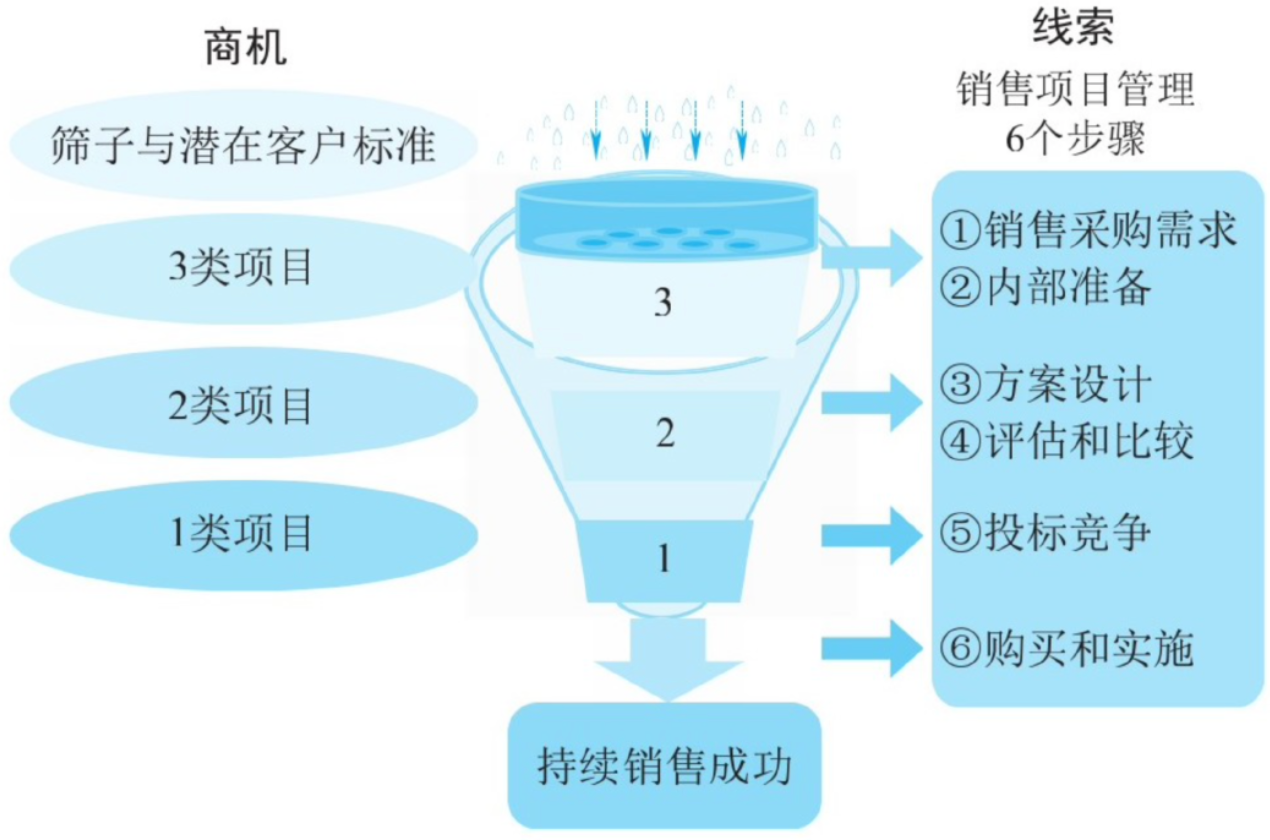 商机
筛子与潜在客户标准
3类项目
2类项目
1类项目
3
2
1
持续销售成功
线索
销售项目管理
6个步骤
①销售采购需求
②内部准备
③方案设计
④评估和比较
⑤投标竞争
⑥购买和实施